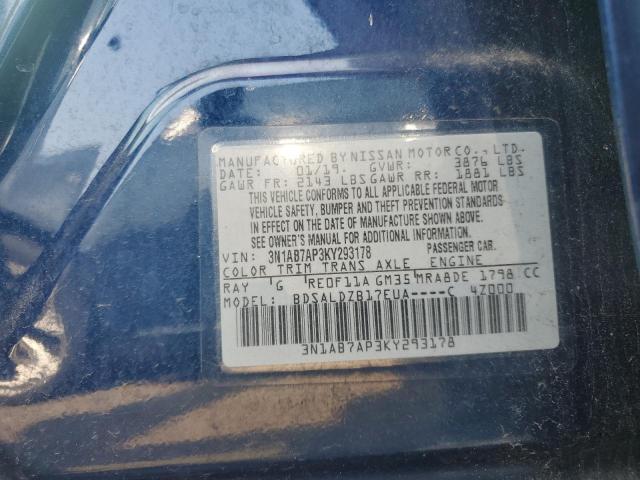 MANUFACTURED BY NISSAN MOTOR CO., LTD.
DATE: 01/19. GVWR: 3876 LBS
GAWR FR: 2143 LBS GAWR RR: 1881 LBS
THIS VEHICLE CONFORMS TO ALL APPLICABLE FEDERAL MOTOR
VEHICLE SAFETY, BUMPER AND THEFT PREVENTION STANDARDS
IN EFFECT ON THE DATE OF MANUFACTURE SHOWN ABOVE.
SEE OWNER'S MANUAL FOR ADDITIONAL INFORMATION.
VIN: 3N1AB7AP3KY293178 PASSENGER CAR.
COLOR TRIM TRANS AXLE ENGINE
RAY G RE0F11A GM35 MRA8DE 1798 CC
MODEL: BDSALDZB17EUA----C 4Z000
3N1AB7AP3KY293178